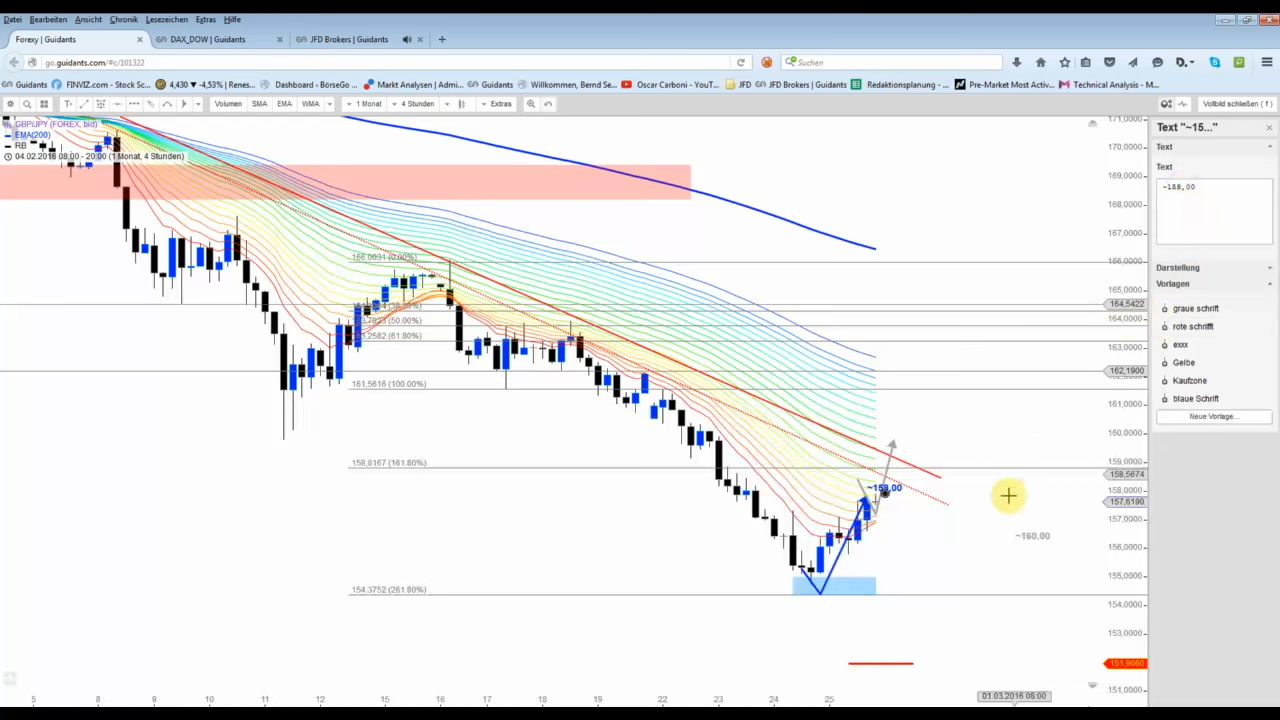 Datei Bearbeiten Ansicht Chronik Lesezeichen Extras Hilfe
Forexy | Guidants × DAX_DOW | Guidants × JFD Brokers | Guidants × +
go.guidants.com/#c/101322 Suchen
Guidants FINVIZ.com - Stock Sc... 4,430 ▾ -4,53% | Renes... Dashboard ‹ BörseGo ... Markt Analysen | Admi... Guidants Willkommen, Bernd Se... Oscar Carboni - YouT... JFD JFD Brokers | Guidants Redaktionsplanung - ... Pre-Market Most Activ... Technical Analysis - M...
Volumen SMA EMA WMA 1 Monat 4 Stunden Extras Vollbild schließen ( f )
GBP/JPY (FOREX, bid)
EMA(200)
RB
04.02.2016 08:00 - 20:00 (1 Monat, 4 Stunden)
171,0000
170,0000
169,0000
168,0000
167,0000
166,0000
165,0000
164,5422
164,0000
163,0000
162,1900
161,0000
160,0000
159,0000
158,5674
158,0000
157,6190
157,0000
156,0000
155,0000
154,0000
153,0000
151,9660
151,0000
166,0031 (0.00%)
(50.00%)
(61.80%)
161,5616 (100.00%)
158,8167 (161.80%)
154,3752 (261.80%)
~158,00
~160,00
5 8 9 10 11 12 15 16 17 18 19 22 23 24 25 01.03.2016 08:00
Text "~15..." ×
Text
Text
~158,00
Darstellung
Vorlagen
graue schrift
rote schrifft
exxx
Gelbe
Kaufzone
blaue Schrift
Neue Vorlage...